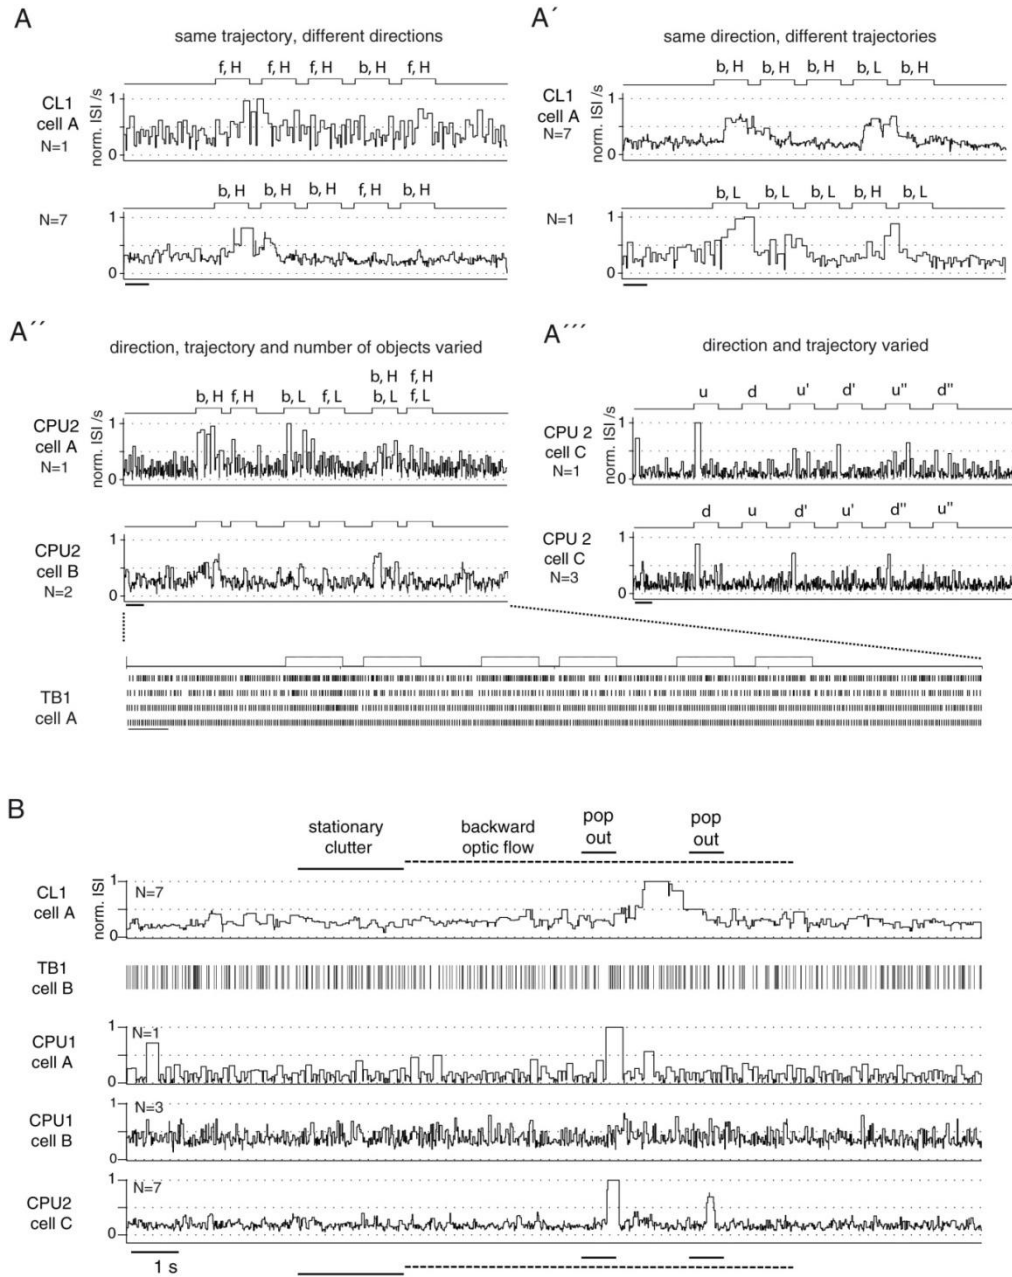 A
same trajectory, different directions
f, H f, H f, H b, H f, H
CL1
cell A
N=1
norm. ISI /s
1
0
b, H b, H b, H f, H b, H
N=7
1
0
A′
same direction, different trajectories
b, H b, H b, H b, L b, H
CL1
cell A
N=7
1
0
b, L b, L b, L b, H b, L
N=1
1
0
A′′
direction, trajectory and number of objects varied
b, H f, H
b, H f, H b, L f, L b, L f, L
CPU2
cell A
N=1
norm. ISI /s
1
0
CPU2
cell B
N=2
1
0
A′′′
direction and trajectory varied
u d u' d' u'' d''
CPU 2
cell C
N=1
norm. ISI /s
1
0
d u d' u' d'' u''
CPU 2
cell C
N=3
1
0
TB1
cell A
B
stationary
clutter
backward
optic flow
pop
out
pop
out
CL1
cell A
norm. ISI
1
0
N=7
TB1
cell B
CPU1
cell A
1
0
N=1
CPU1
cell B
1
0
N=3
CPU2
cell C
1
0
N=7
1 s